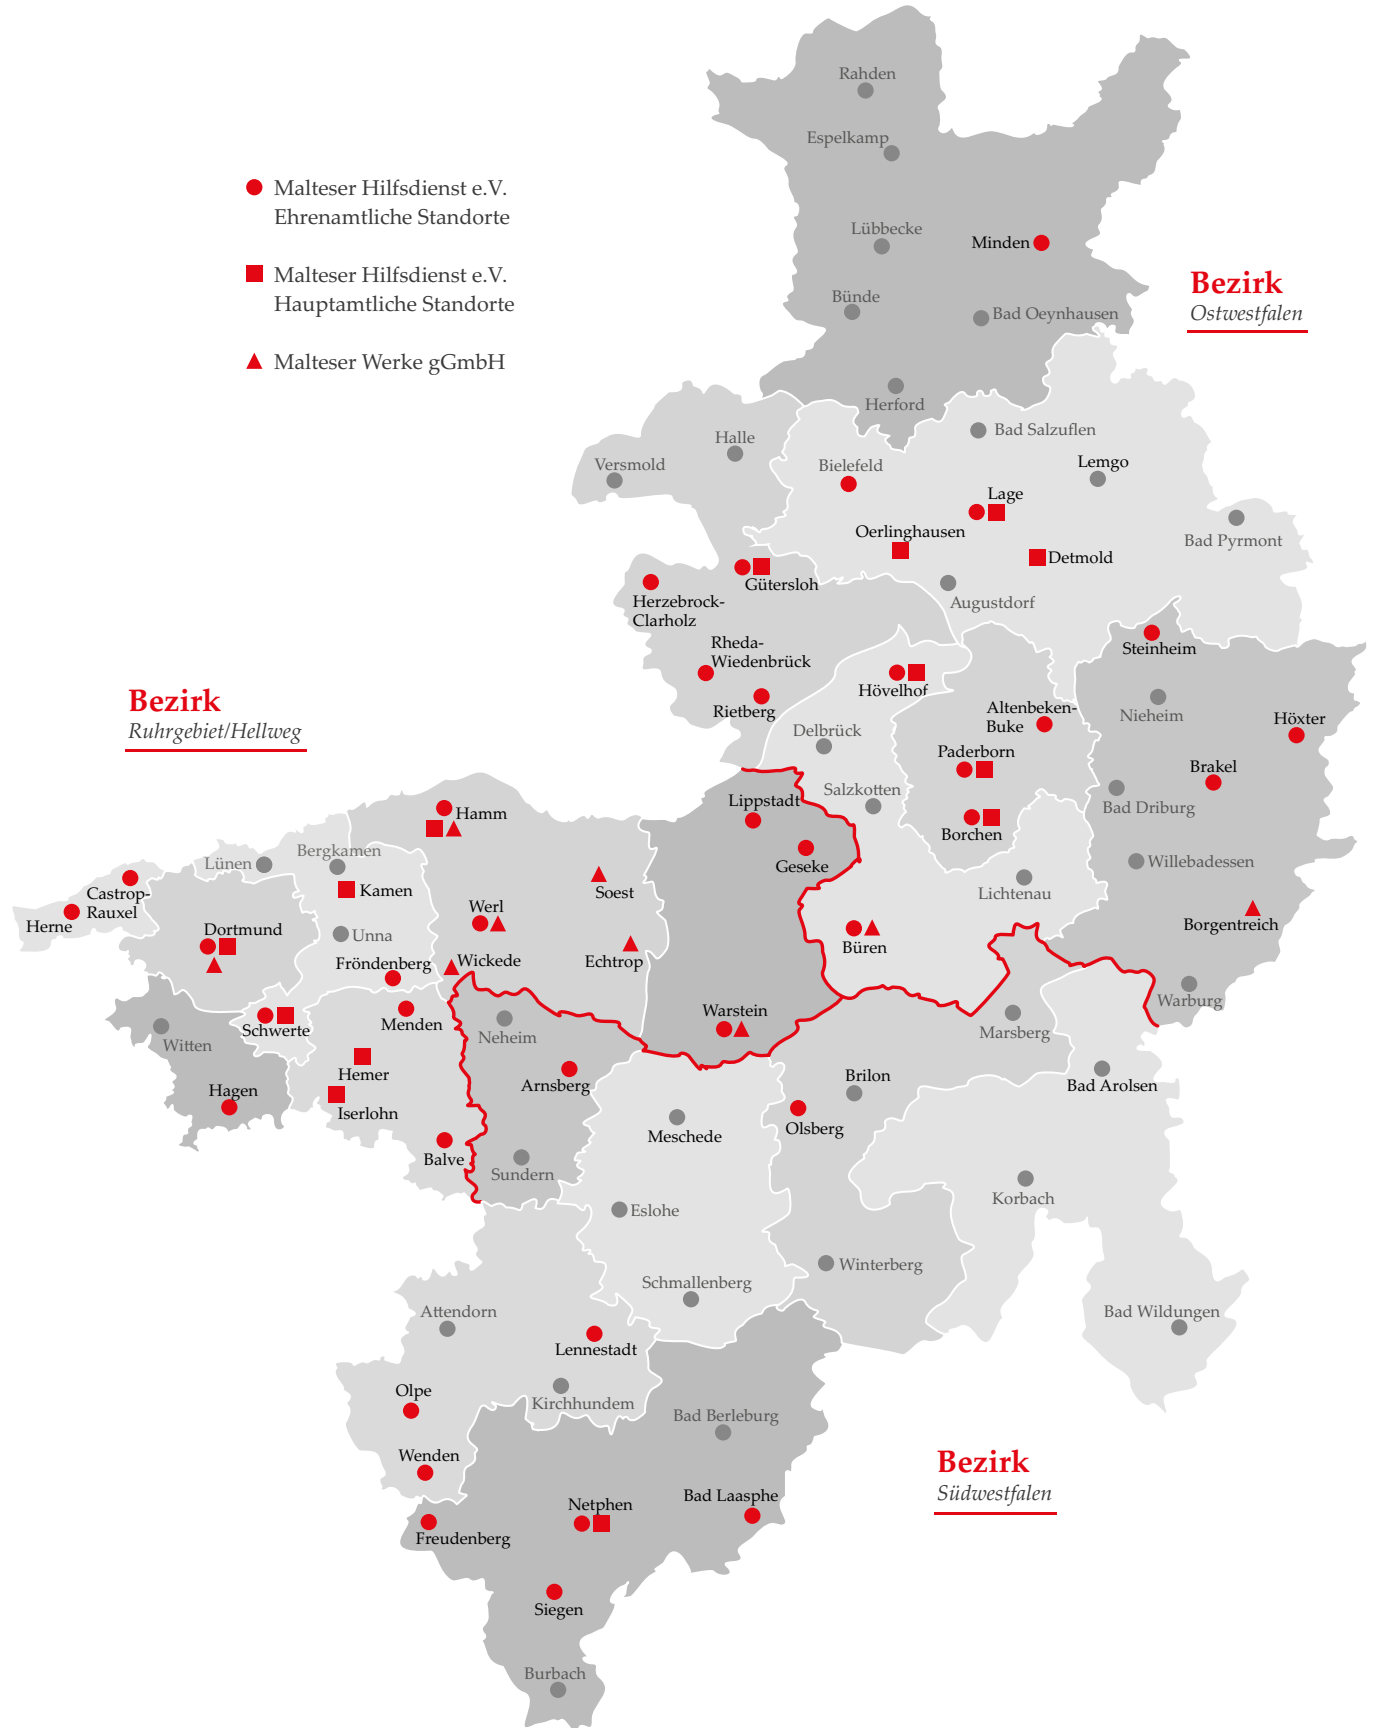 Rahden
Espelkamp
Malteser Hilfsdienst e.V.
Ehrenamtliche Standorte
Malteser Hilfsdienst e.V.
Hauptamtliche Standorte
Malteser Werke gGmbH
Lübbecke
Minden
Bünde
Bad Oeynhausen
Bezirk
Ostwestfalen
Herford
Halle
Versmold
Bielefeld
Bad Salzuflen
Lemgo
Lage
Oerlinghausen
Detmold
Bad Pyrmont
Gütersloh
Augustdorf
Herzebrock-
Clarholz
Rheda-
Wiedenbrück
Rietberg
Hövelhof
Delbrück
Altenbeken-
Buke
Paderborn
Borchen
Salzkotten
Lichtenau
Steinheim
Nieheim
Höxter
Brakel
Bad Driburg
Willebadessen
Borgentreich
Warburg
Bezirk
Ruhrgebiet/Hellweg
Lippstadt
Geseke
Büren
Hamm
Bergkamen
Lünen
Kamen
Castrop-
Rauxel
Herne
Dortmund
Unna
Fröndenberg
Werl
Soest
Wickede
Echtrop
Warstein
Schwerte
Menden
Witten
Hagen
Hemer
Iserlohn
Balve
Neheim
Arnsberg
Sundern
Marsberg
Brilon
Olsberg
Bad Arolsen
Meschede
Eslohe
Korbach
Winterberg
Schmallenberg
Bad Wildungen
Attendorn
Lennestadt
Kirchhundem
Olpe
Wenden
Bad Berleburg
Bezirk
Südwestfalen
Bad Laasphe
Netphen
Freudenberg
Siegen
Burbach